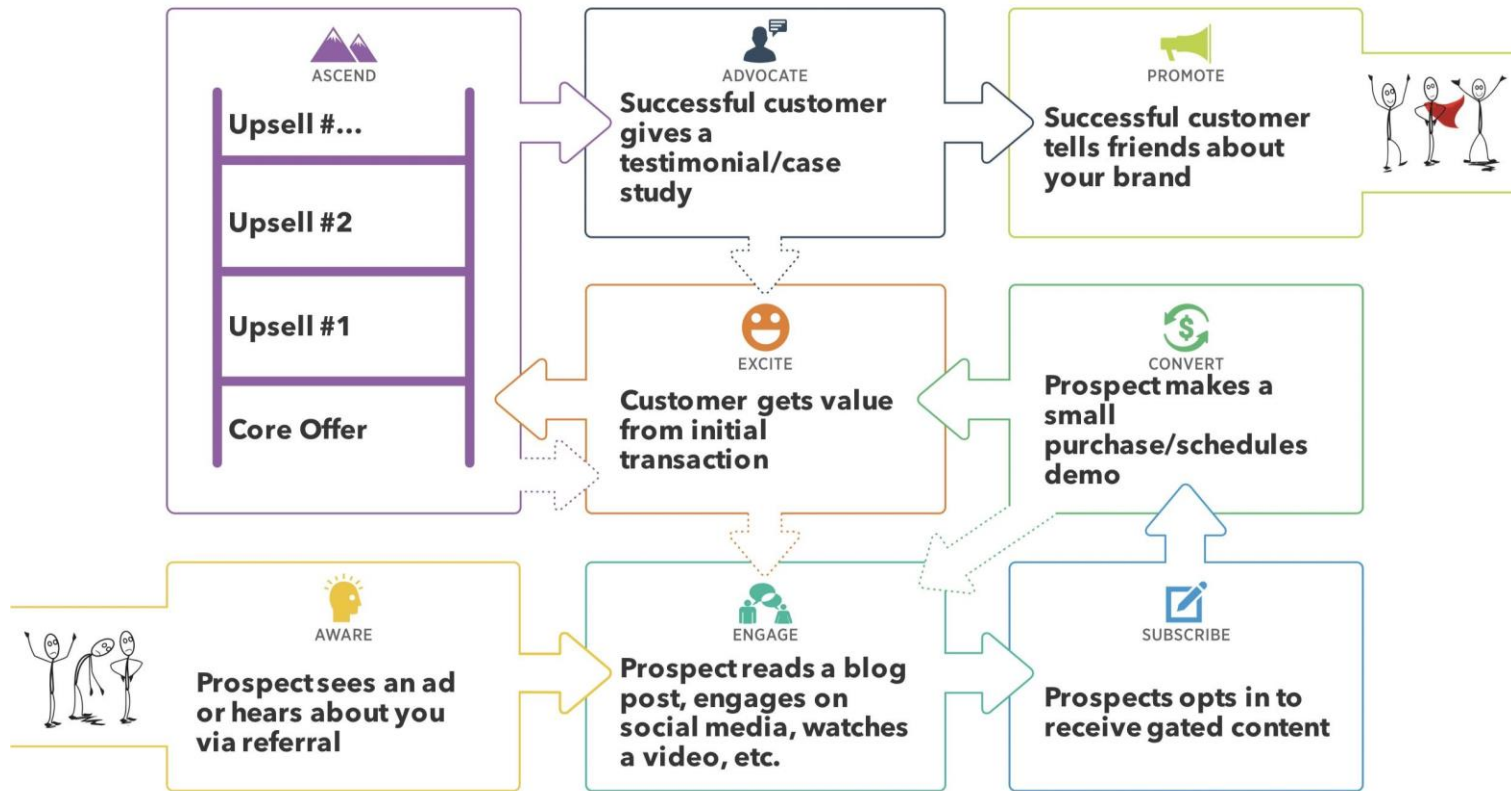 ASCEND
Upsell #...
Upsell #2
Upsell #1
Core Offer
ADVOCATE
Successful customer
gives a
testimonial/case
study
PROMOTE
Successful customer
tells friends about
your brand
EXCITE
Customer gets value
from initial
transaction
CONVERT
Prospect makes a
small
purchase/schedules
demo
AWARE
Prospect sees an ad
or hears about you
via referral
ENGAGE
Prospect reads a blog
post, engages on
social media, watches
a video, etc.
SUBSCRIBE
Prospects opts in to
receive gated content